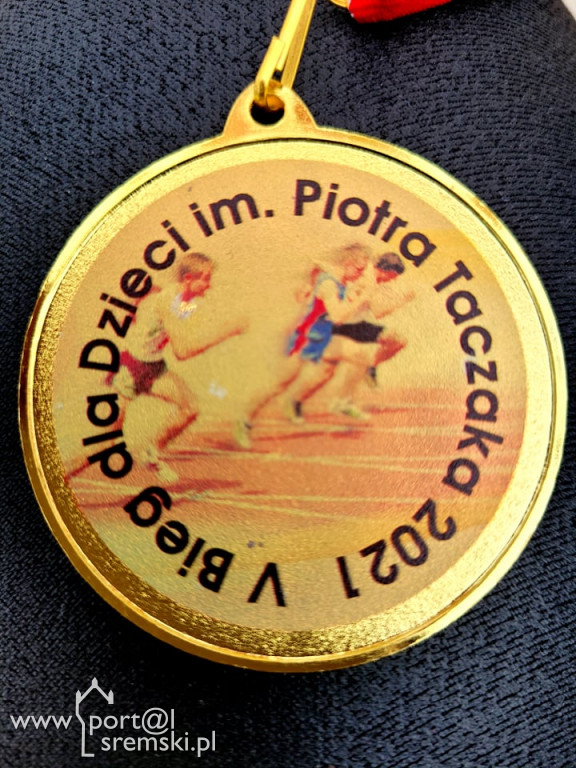 V Bieg dla Dzieci im. Piotra Taczaka 2021
www.port@l
sremski.pl